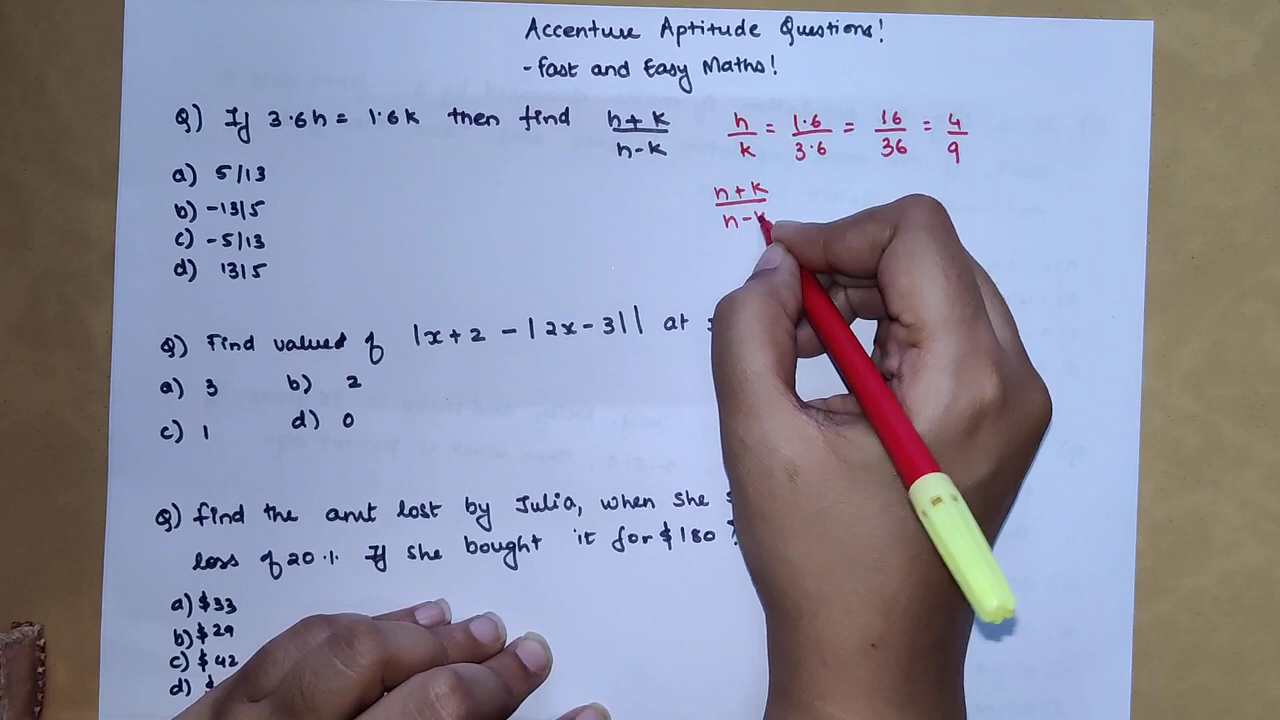 Accenture Aptitude Questions!
- Fast and Easy Maths!
Q) If 3.6n = 1.6k then find n+k / n-k
n/k = 1.6/3.6 = 16/36 = 4/9
a) 5/13
b) -13/5
c) -5/13
d) 13/5
n+k / n-k
Q) Find valued of |x+2 - |2x-3|| at
a) 3 b) 2
c) 1 d) 0
Q) find the amt lost by Julia, when she
loss of 20% If she bought it for $180 ?
a) $33
b) $29
c) $42
d) $